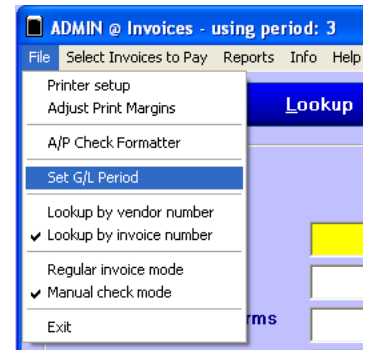 ADMIN @ Invoices - using period: 3
File Select Invoices to Pay Reports Info Help
Lookup
Printer setup
Adjust Print Margins
A/P Check Formatter
Set G/L Period
Lookup by vendor number
Lookup by invoice number
Regular invoice mode
Manual check mode
Exit
rms